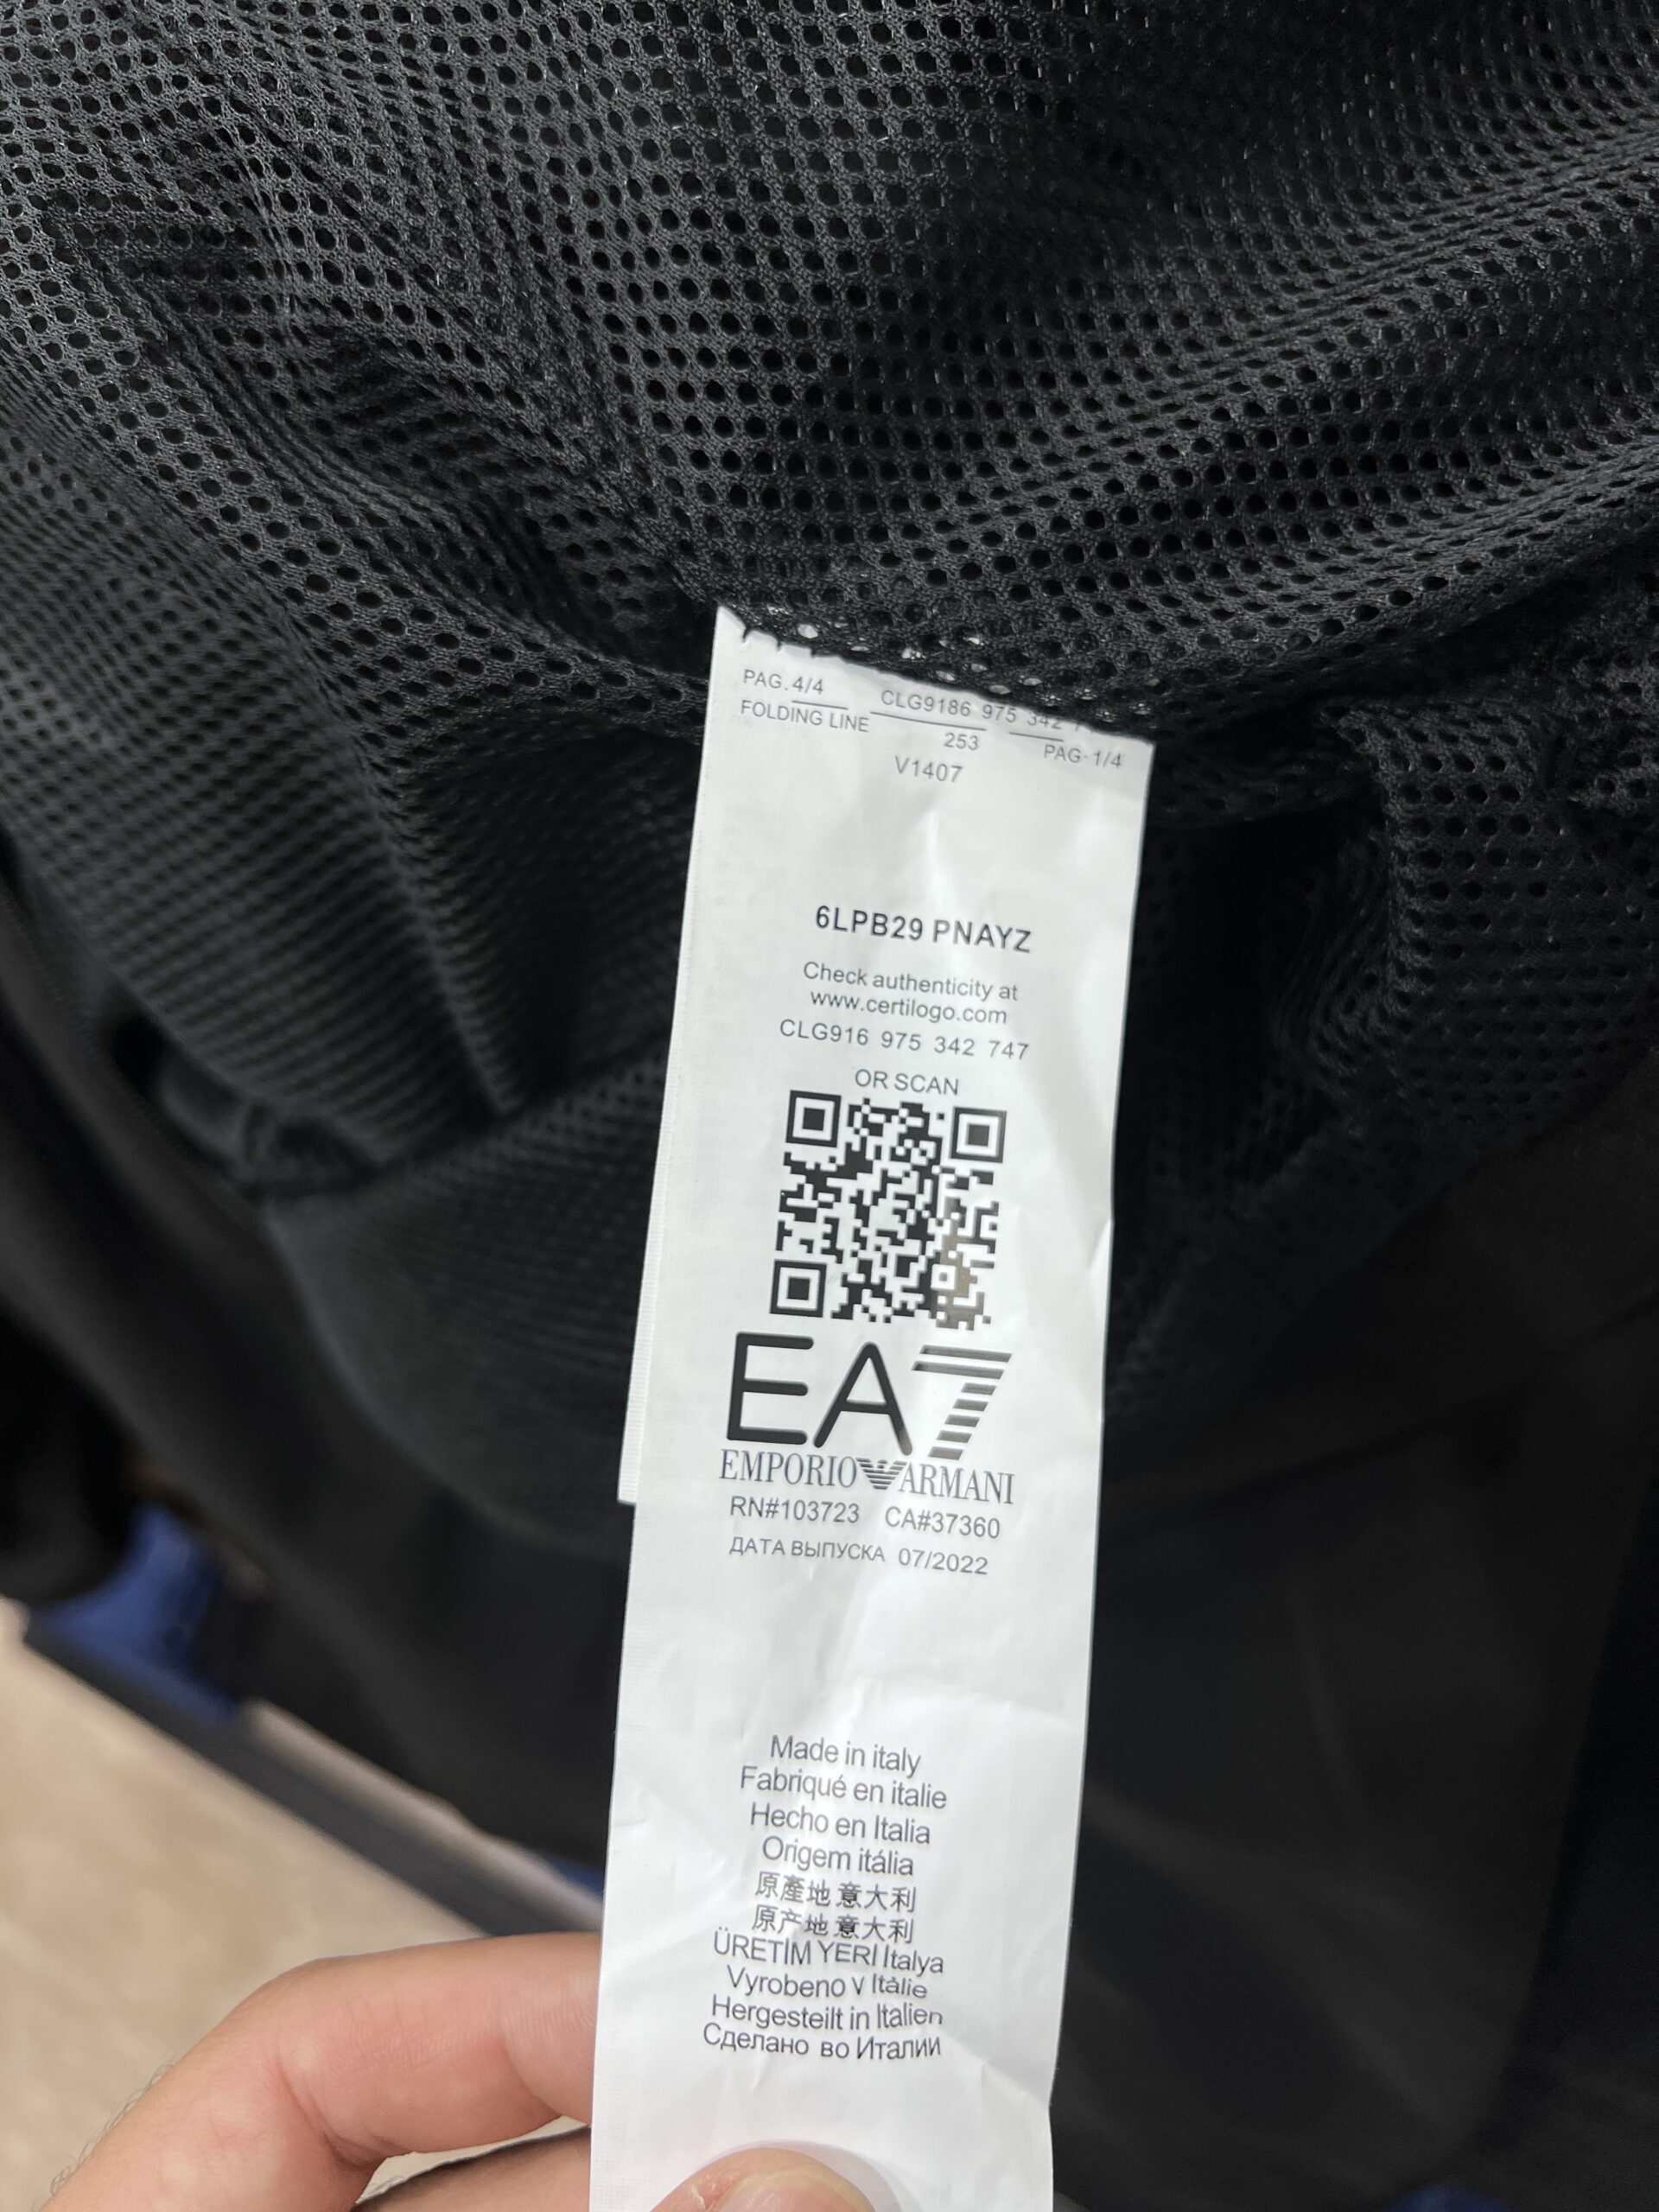 PAG. 4/4 CLG9186 975 342
FOLDING LINE 253 PAG-1/4
V1407
6LPB29 PNAYZ
Check authenticity at
www.certilogo.com
CLG916 975 342 747
OR SCAN
EA7
EMPORIO ARMANI
RN#103723 CA#37360
ДАТА ВЫПУСКА 07/2022
Made in italy
Fabriqué en italie
Hecho en Italia
Origem itália
原產地 意大利
原产地 意大利
ÜRETİM YERİ Italya
Vyrobeno v Itálie
Hergesteilt in Italien
Сделано во Италии